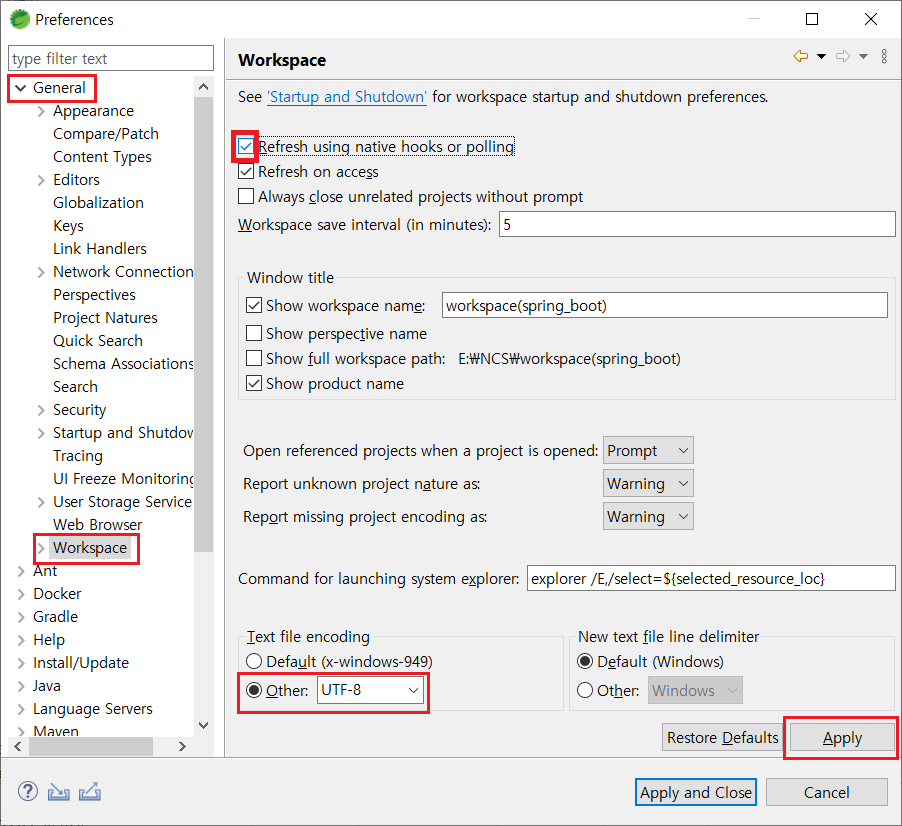 Preferences
type filter text
General
Appearance
Compare/Patch
Content Types
Editors
Globalization
Keys
Link Handlers
Network Connection
Perspectives
Project Natures
Quick Search
Schema Associations
Search
Security
Startup and Shutdow
Tracing
UI Freeze Monitoring
User Storage Service
Web Browser
Workspace
Ant
Docker
Gradle
Help
Install/Update
Java
Language Servers
Maven
Workspace
See 'Startup and Shutdown' for workspace startup and shutdown preferences.
Refresh using native hooks or polling
Refresh on access
Always close unrelated projects without prompt
Workspace save interval (in minutes): 5
Window title
Show workspace name: workspace(spring_boot)
Show perspective name
Show full workspace path: E:₩NCS₩workspace(spring_boot)
Show product name
Open referenced projects when a project is opened: Prompt
Report unknown project nature as: Warning
Report missing project encoding as: Warning
Command for launching system explorer: explorer /E,/select=${selected_resource_loc}
Text file encoding
Default (x-windows-949)
Other: UTF-8
New text file line delimiter
Default (Windows)
Other: Windows
Restore Defaults
Apply
Apply and Close
Cancel